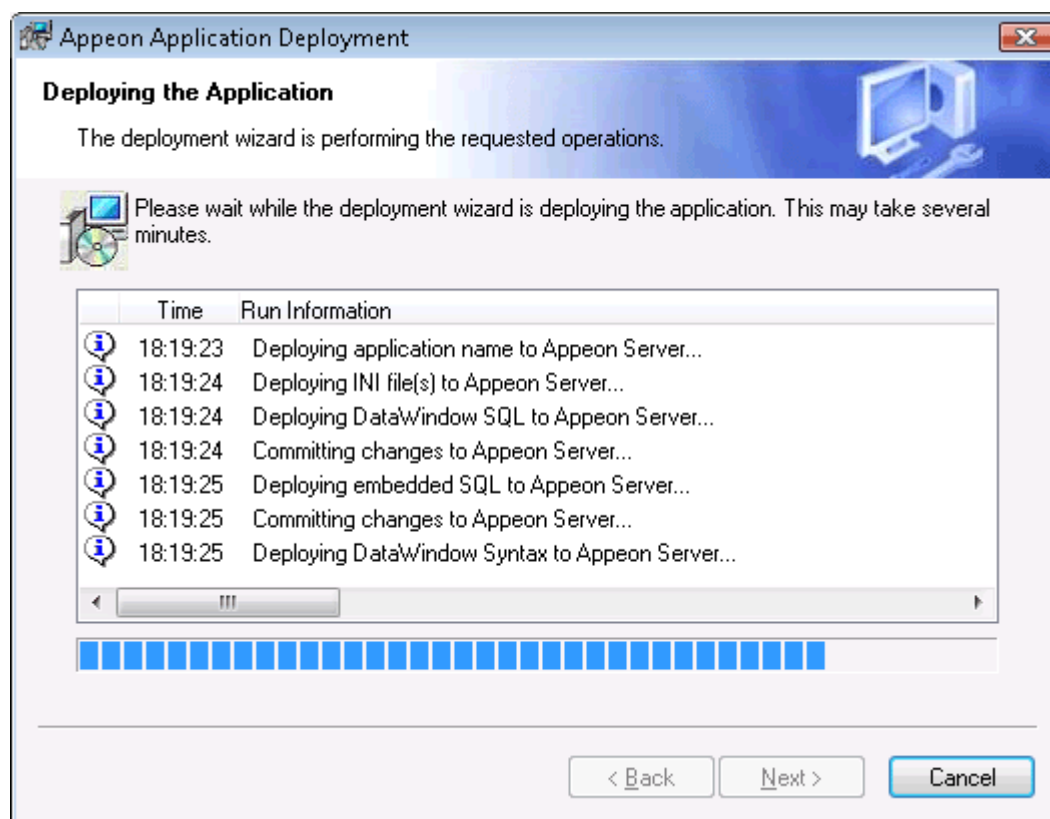 Appeon Application Deployment
Deploying the Application
The deployment wizard is performing the requested operations.
Please wait while the deployment wizard is deploying the application. This may take several
minutes.
Time Run Information
18:19:23 Deploying application name to Appeon Server...
18:19:24 Deploying INI file(s) to Appeon Server...
18:19:24 Deploying DataWindow SQL to Appeon Server...
18:19:24 Committing changes to Appeon Server...
18:19:25 Deploying embedded SQL to Appeon Server...
18:19:25 Committing changes to Appeon Server...
18:19:25 Deploying DataWindow Syntax to Appeon Server...
< Back Next > Cancel